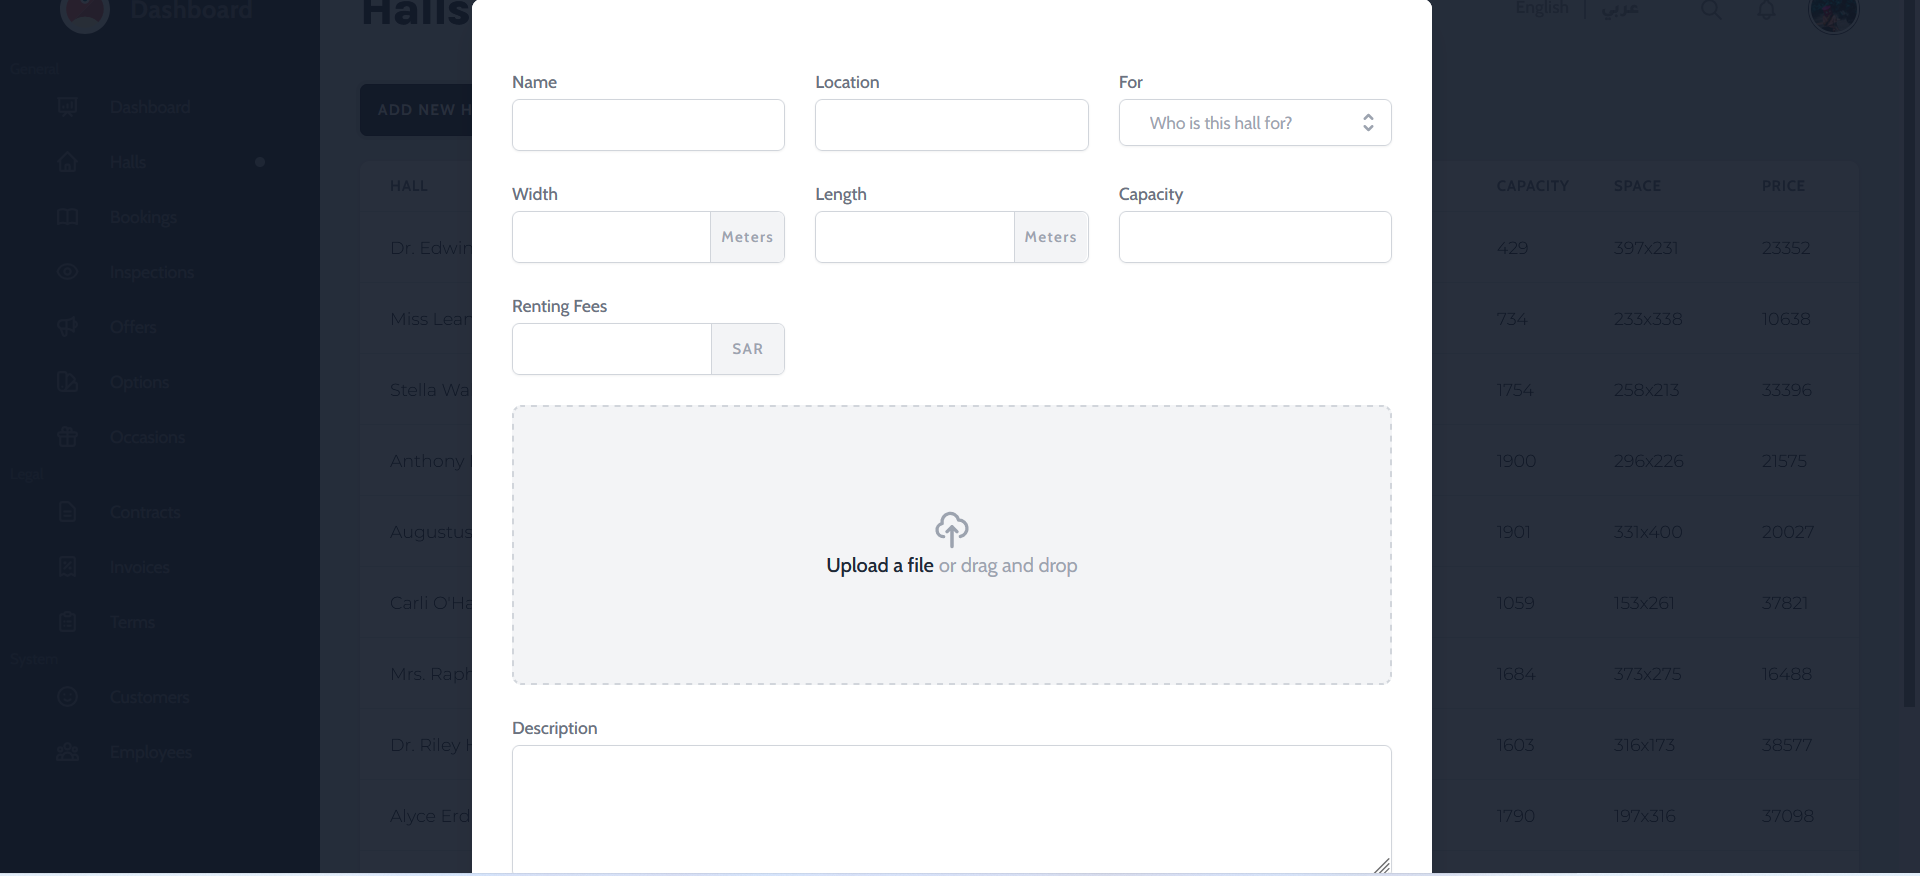 Dashboard
Halls
English | عربي
General
Dashboard
Halls
Bookings
Inspections
Offers
Options
Occasions
Legal
Contracts
Invoices
Terms
System
Customers
Employees
ADD NEW H
HALL CAPACITY SPACE PRICE
Dr. Edwin 429 397x231 23352
Miss Lean 734 233x338 10638
Stella Wa 1754 258x213 33396
Anthony 1900 296x226 21575
Augustus 1901 331x400 20027
Carli O'Ha 1059 153x261 37821
Mrs. Raph 1684 373x275 16488
Dr. Riley H 1603 316x173 38577
Alyce Erd 1790 197x316 37098
Name
Location
For
Who is this hall for?
Width
Meters
Length
Meters
Capacity
Renting Fees
SAR
Upload a file or drag and drop
Description